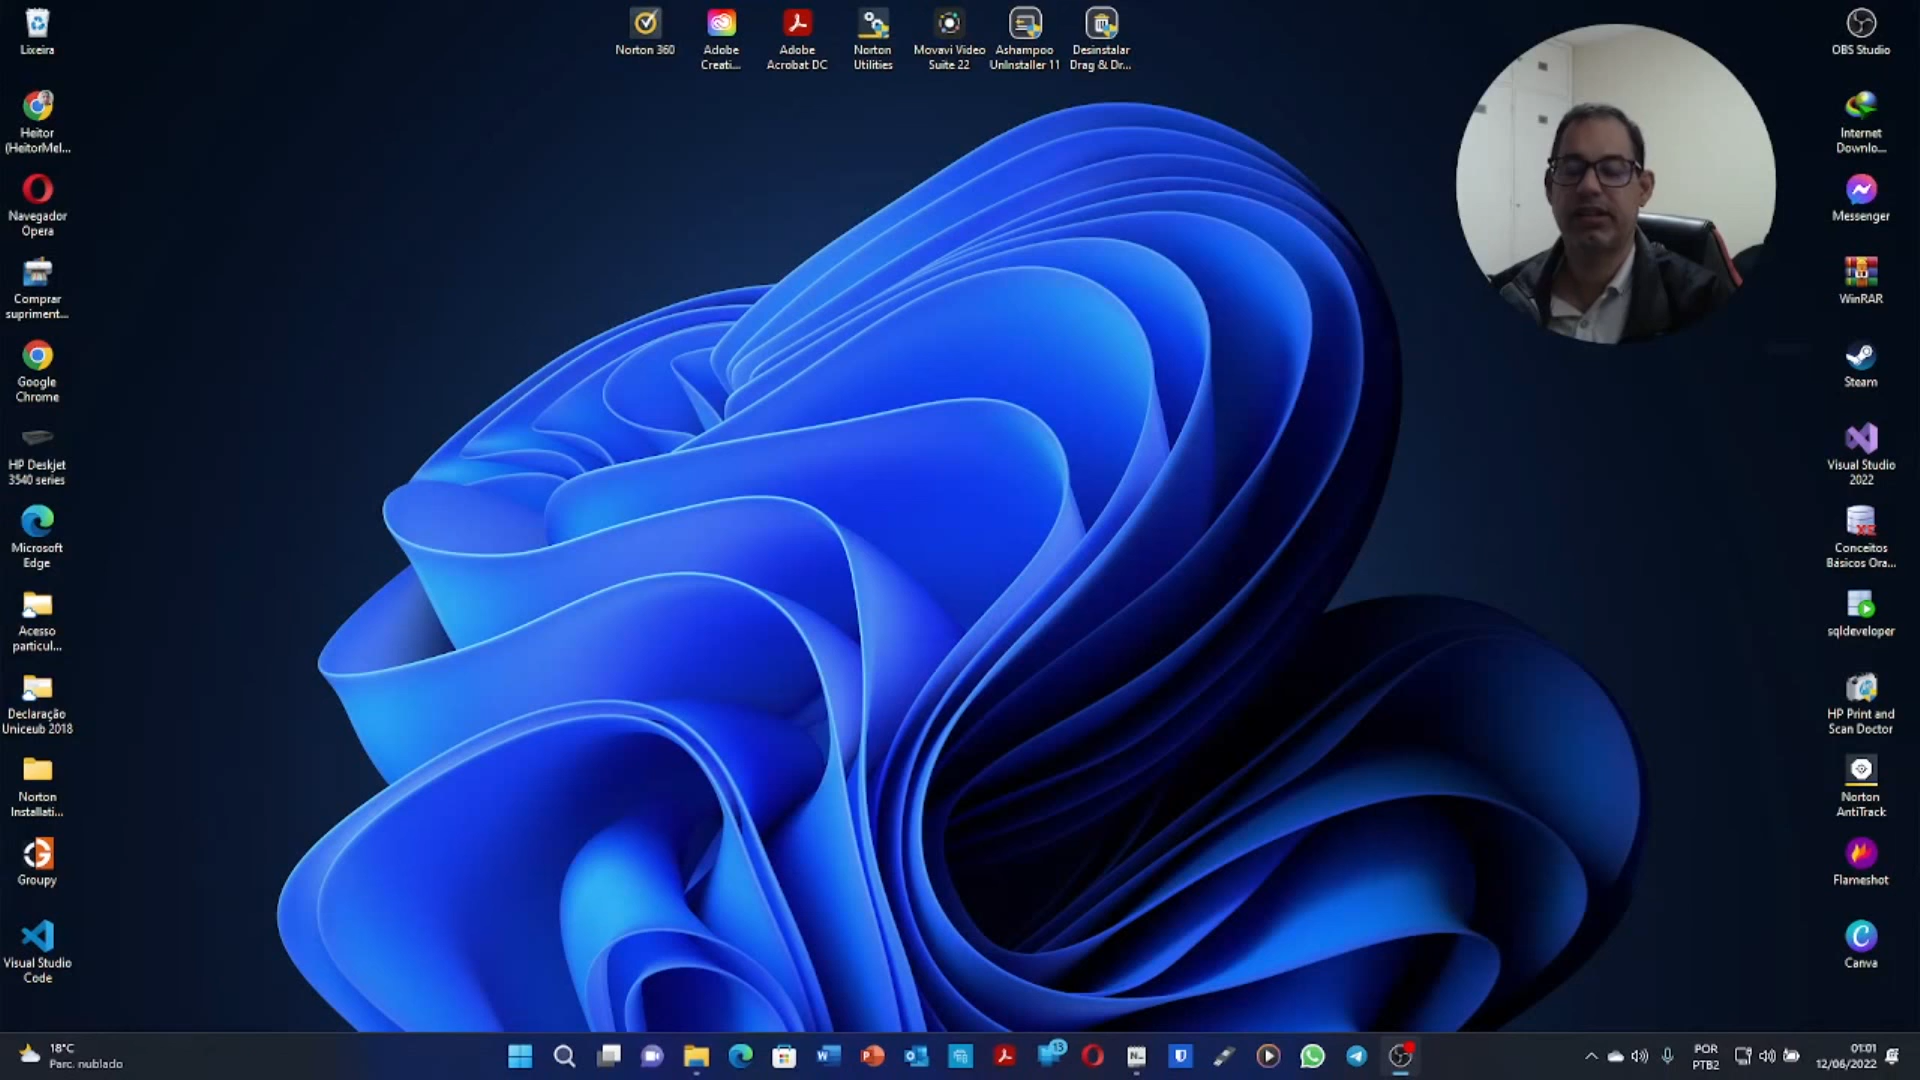 Lixeira
Heitor
(HeitorMel...
Navegador
Opera
Comprar
supriment...
Google
Chrome
HP Deskjet
3540 series
Microsoft
Edge
Acesso
particul...
Declaração
Uniceub 2018
Norton
Installati...
Groupy
Visual Studio
Code
Norton 360
Adobe
Creati...
Adobe
Acrobat DC
Norton
Utilities
Movavi Video
Suite 22
Ashampoo
UnInstaller 11
Desinstalar
Drag & Dr...
OBS Studio
Internet
Downlo...
Messenger
WinRAR
Steam
Visual Studio
2022
Conceitos
Básicos Ora...
sqldeveloper
HP Print and
Scan Doctor
Norton
AntiTrack
Flameshot
Canva
18°C
Parc. nublado
13
POR
PTB2
01:01
12/06/2022